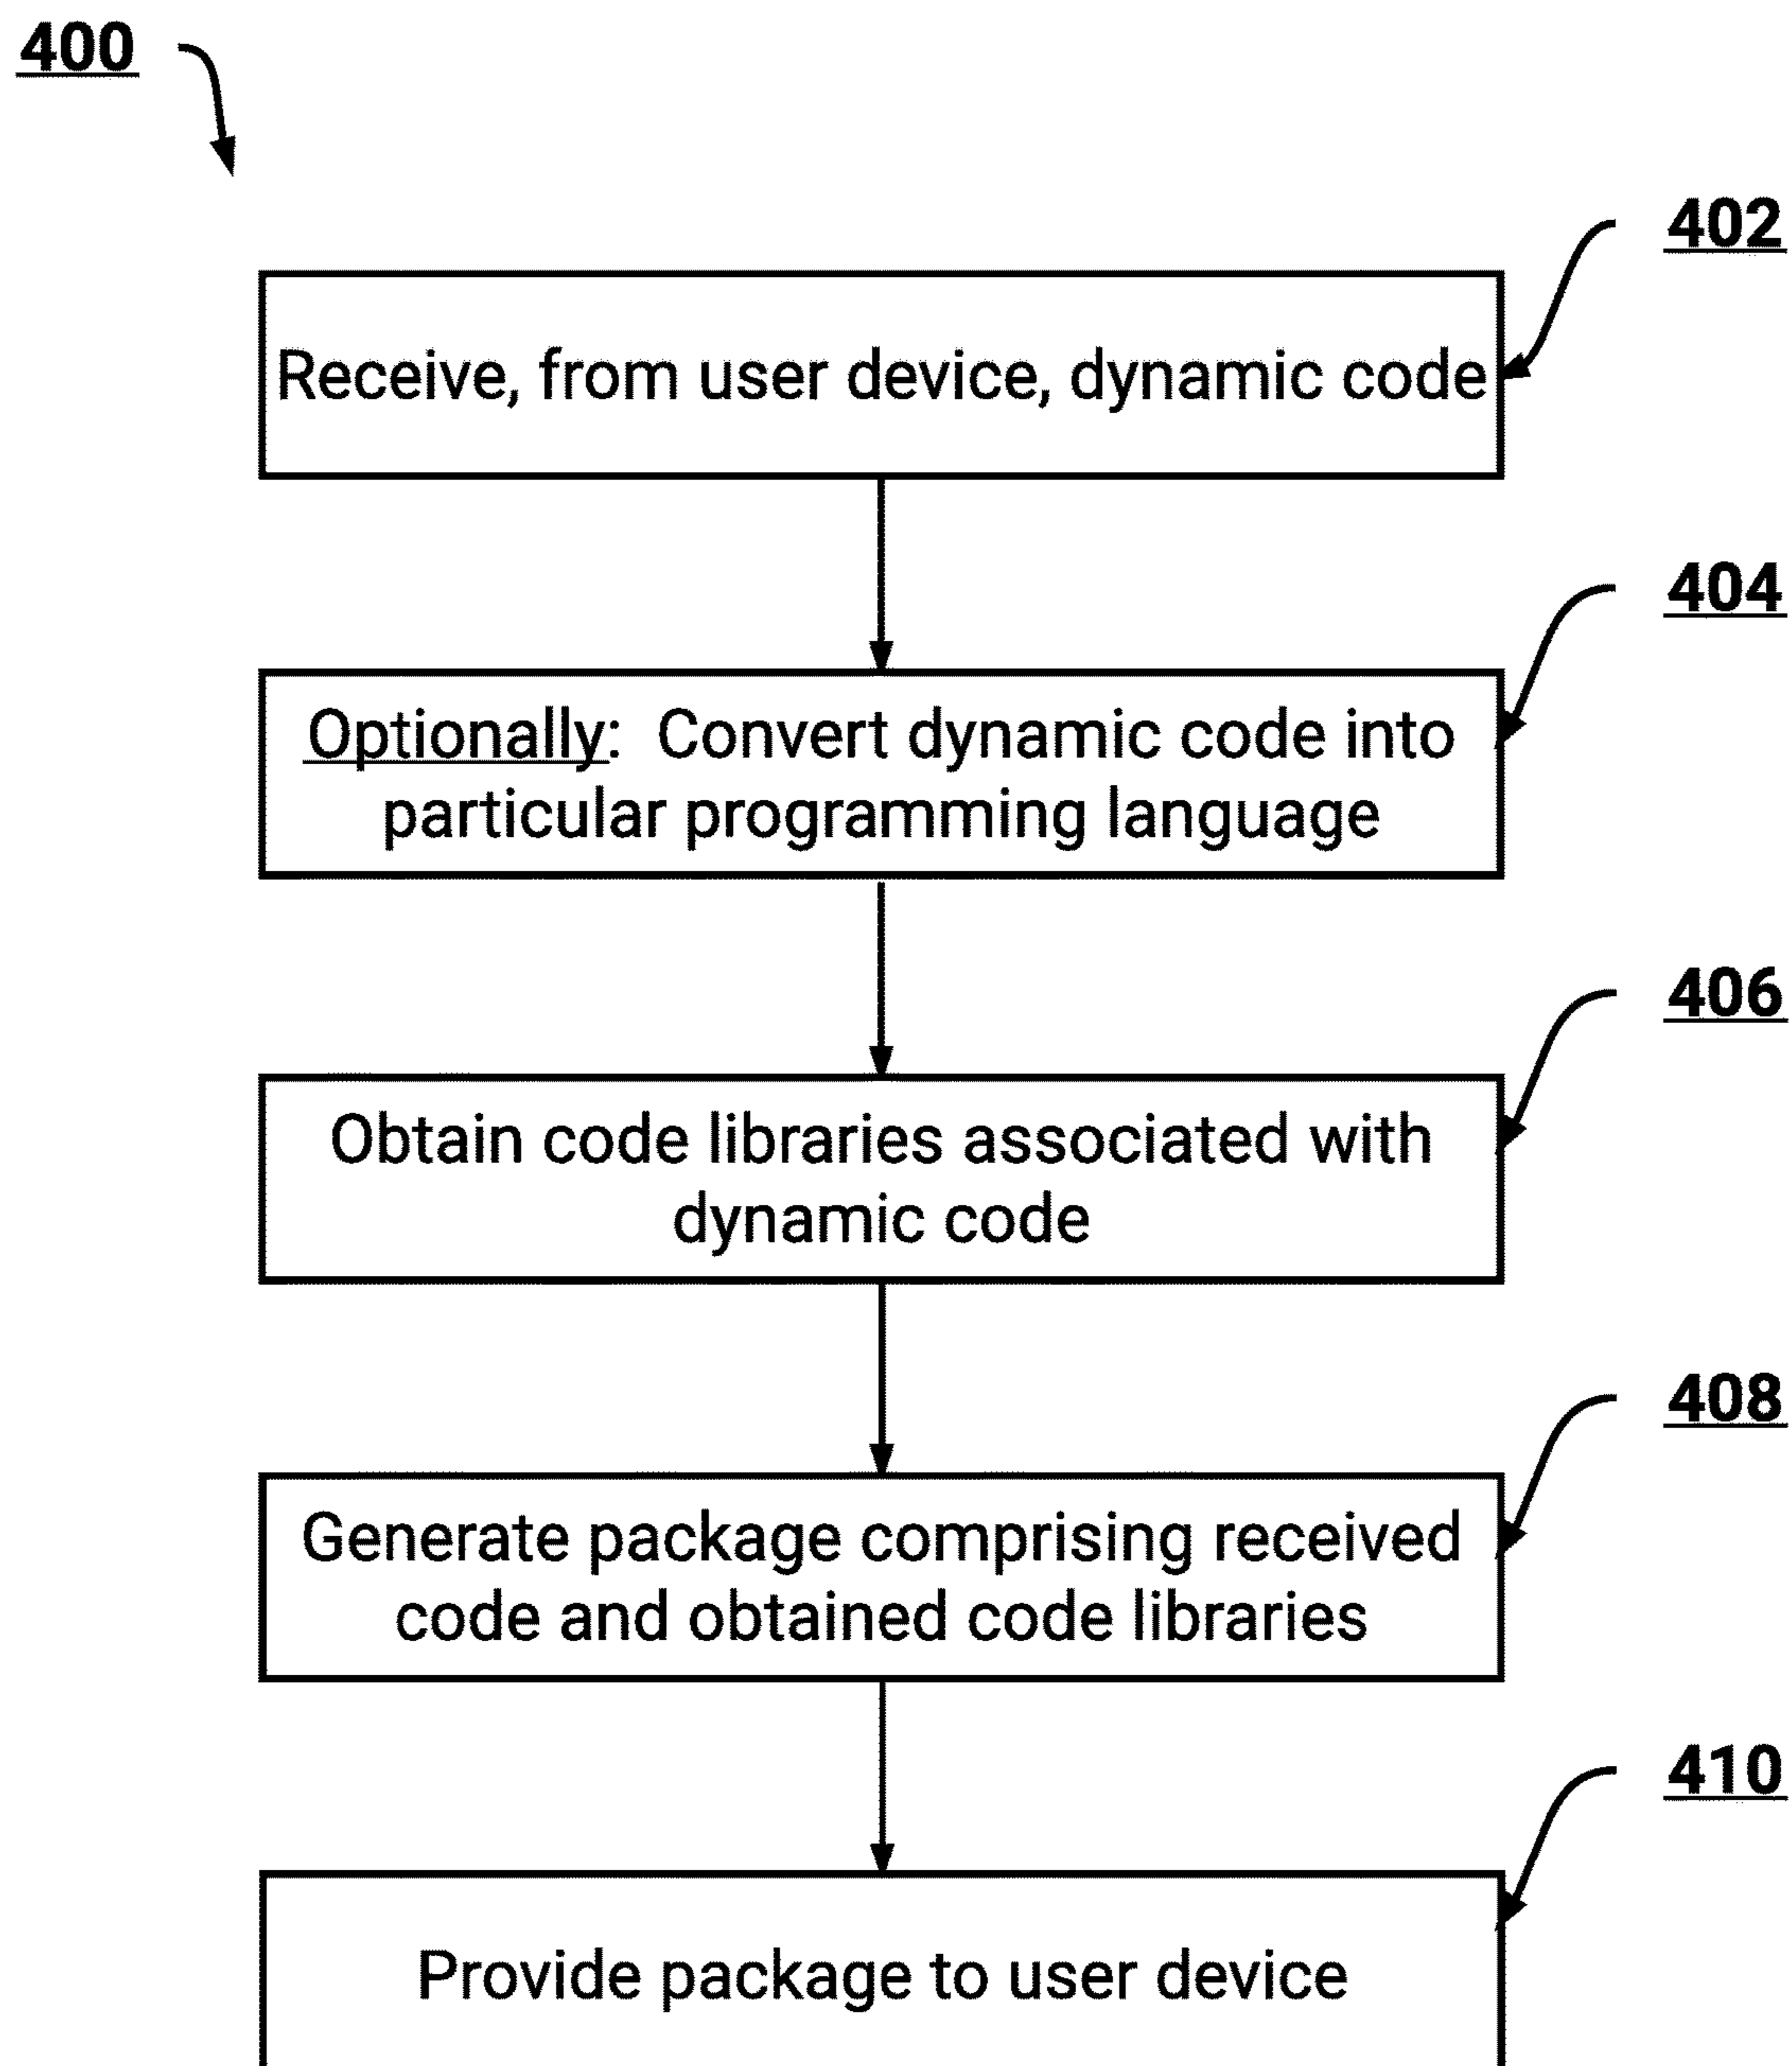 400
402
Receive, from user device, dynamic code
404
Optionally: Convert dynamic code into
particular programming language
406
Obtain code libraries associated with
dynamic code
408
Generate package comprising received
code and obtained code libraries
410
Provide package to user device